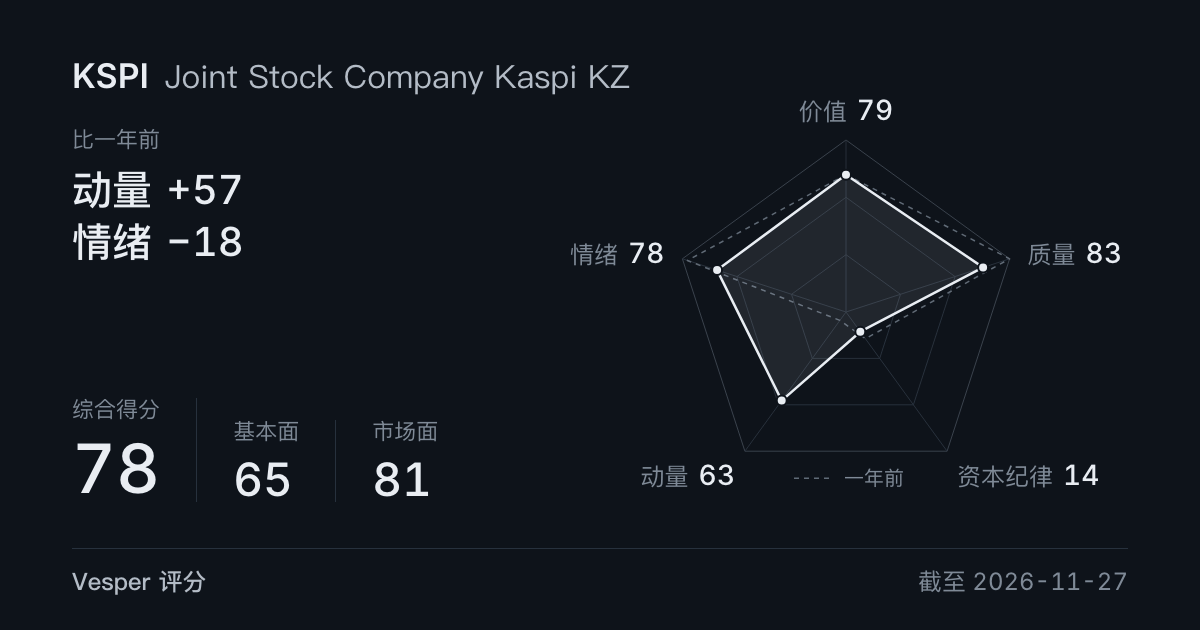 KSPI Joint Stock Company Kaspi KZ
比一年前
动量 +57
情绪 −18
价值 79
情绪 78
质量 83
动量 63
---- 一年前
资本纪律 14
综合得分
78
基本面
65
市场面
81
Vesper 评分
截至 2026-11-27